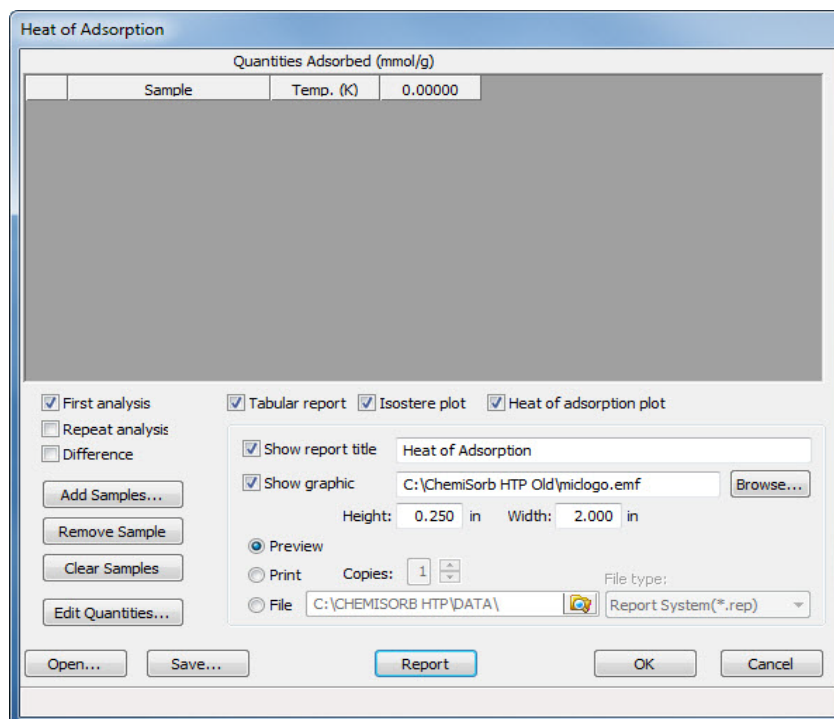 Heat of Adsorption
Quantities Adsorbed (mmol/g)
Sample Temp. (K) 0.00000
First analysis Tabular report Isostere plot Heat of adsorption plot
Repeat analysis
Difference
Show report title Heat of Adsorption
Show graphic C:\ChemiSorb HTP Old\miclogo.emf Browse...
Add Samples...
Height: 0.250 in Width: 2.000 in
Remove Sample
Preview
Clear Samples
Print Copies: 1 File type:
Edit Quantities...
File C:\CHEMISORB HTP\DATA\ Report System(*.rep)
Open... Save... Report OK Cancel